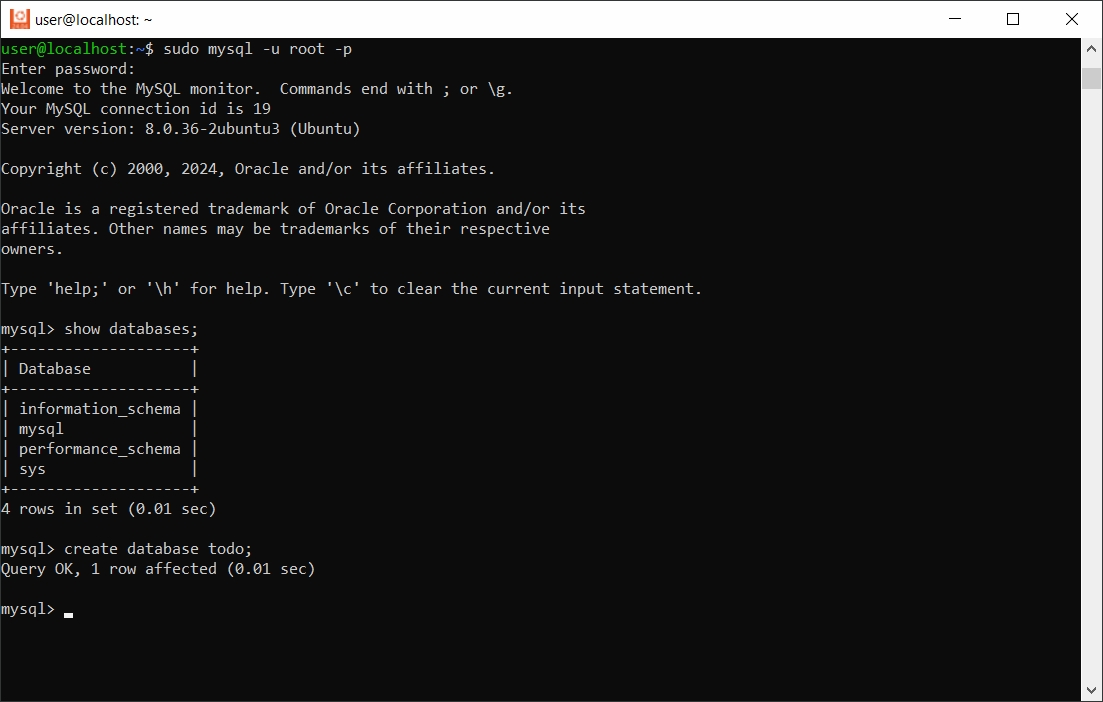 user@localhost: ~
user@localhost:~$ sudo mysql -u root -p
Enter password:
Welcome to the MySQL monitor.  Commands end with ; or \g.
Your MySQL connection id is 19
Server version: 8.0.36-2ubuntu3 (Ubuntu)

Copyright (c) 2000, 2024, Oracle and/or its affiliates.

Oracle is a registered trademark of Oracle Corporation and/or its
affiliates. Other names may be trademarks of their respective
owners.

Type 'help;' or '\h' for help. Type '\c' to clear the current input statement.

mysql> show databases;
+--------------------+
| Database           |
+--------------------+
| information_schema |
| mysql              |
| performance_schema |
| sys                |
+--------------------+
4 rows in set (0.01 sec)

mysql> create database todo;
Query OK, 1 row affected (0.01 sec)

mysql>